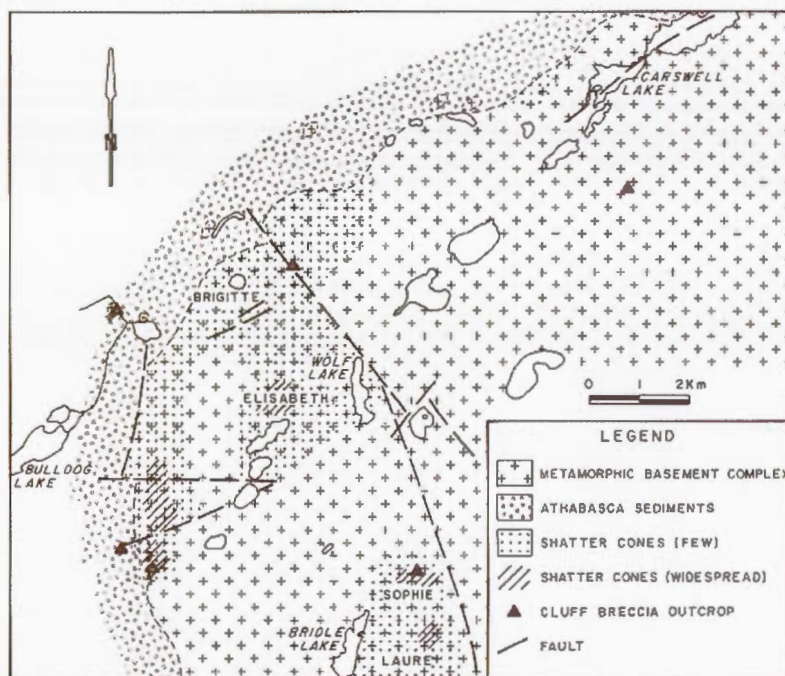 CARSWELL
LAKE
N
BRIGITTE
WOLF
LAKE
ELISABETH
0 1 2Km
BULLDOG
LAKE
LEGEND
METAMORPHIC BASEMENT COMPLEX
ATHABASCA SEDIMENTS
SHATTER CONES (FEW)
SHATTER CONES (WIDESPREAD)
CLUFF BRECCIA OUTCROP
FAULT
SOPHIE
BRIDLE
LAKE
LAURE